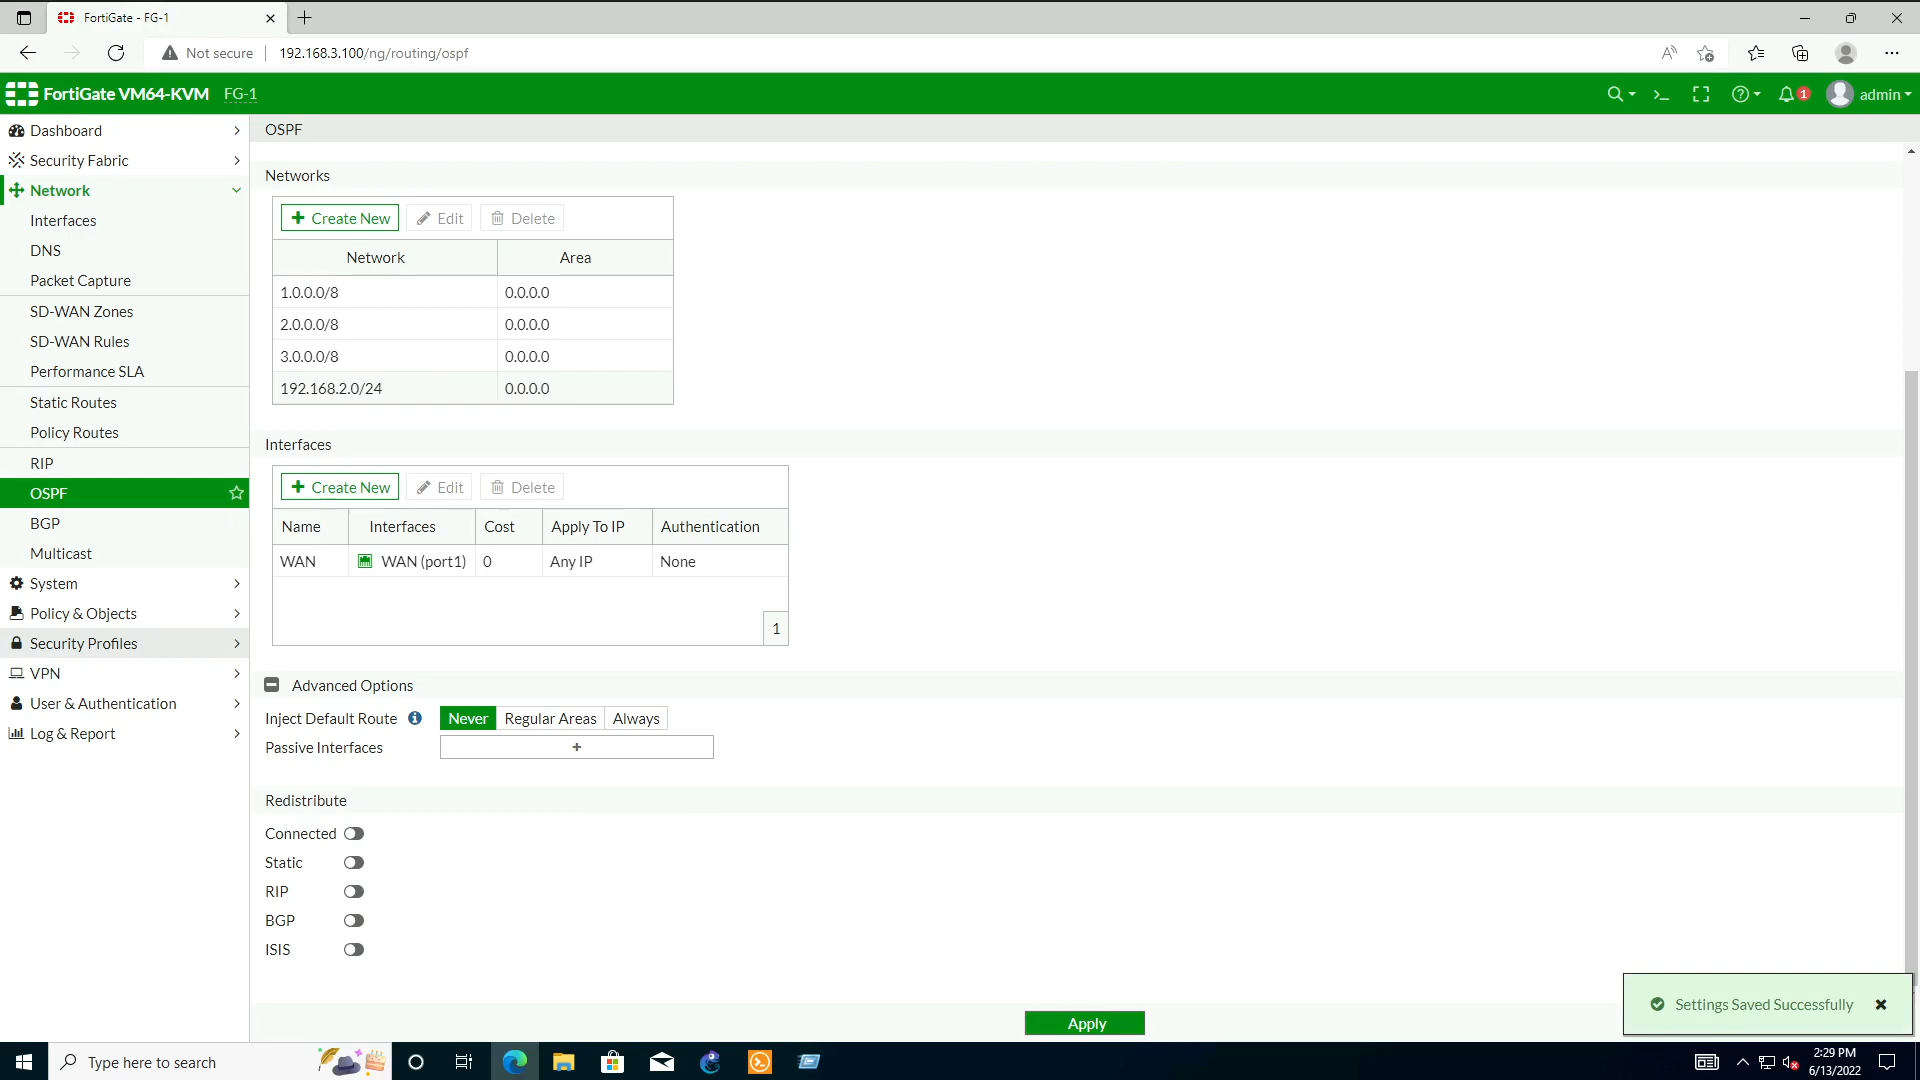 FortiGate - FG-1
Not secure
192.168.3.100/ng/routing/ospf
FortiGate VM64-KVM FG-1
1
admin
Dashboard
Security Fabric
Network
Interfaces
DNS
Packet Capture
SD-WAN Zones
SD-WAN Rules
Performance SLA
Static Routes
Policy Routes
RIP
OSPF
BGP
Multicast
System
Policy & Objects
Security Profiles
VPN
User & Authentication
Log & Report
OSPF
Networks
Create New Edit Delete
Network Area
1.0.0.0/8 0.0.0.0
2.0.0.0/8 0.0.0.0
3.0.0.0/8 0.0.0.0
192.168.2.0/24 0.0.0.0
Interfaces
Create New Edit Delete
Name Interfaces Cost Apply To IP Authentication
WAN WAN (port1) 0 Any IP None
1
Advanced Options
Inject Default Route Never Regular Areas Always
Passive Interfaces
Redistribute
Connected
Static
RIP
BGP
ISIS
Apply
Settings Saved Successfully
Type here to search
2:29 PM
6/13/2022